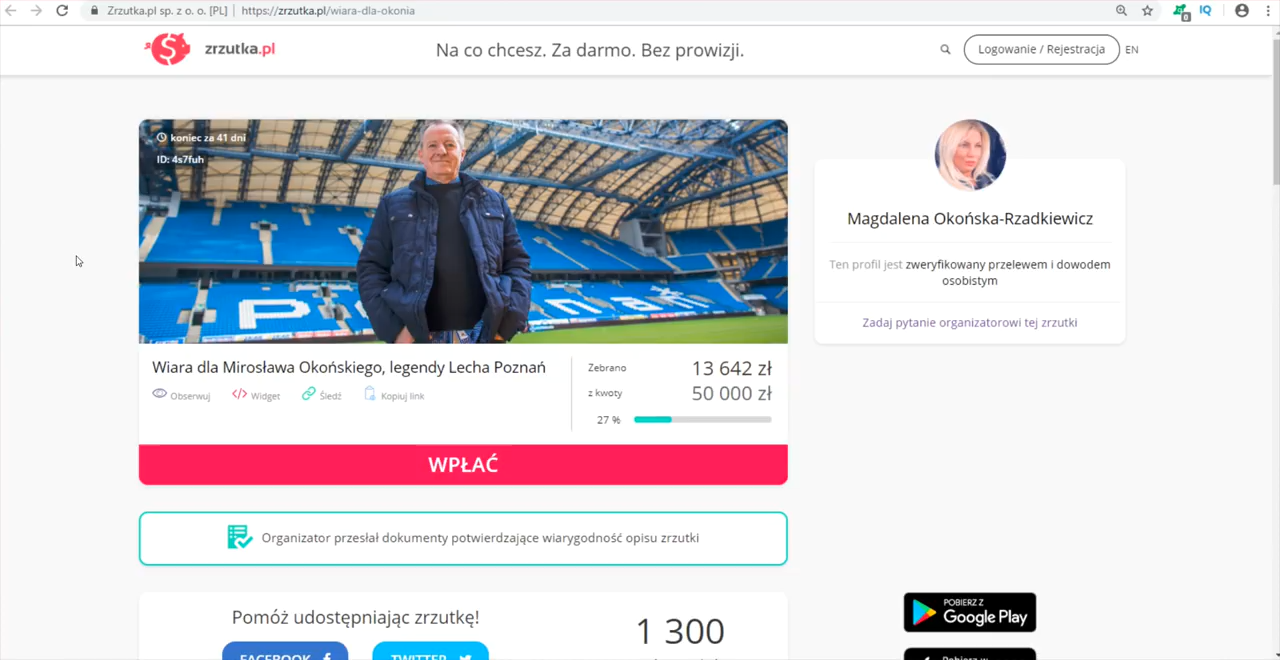 Zrzutka.pl sp. z o. o. [PL] | https://zrzutka.pl/wiara-dla-okonia
0
IQ
zrzutka.pl
Na co chcesz. Za darmo. Bez prowizji.
Logowanie / Rejestracja
EN
koniec za 41 dni
ID: 4s7fuh
Wiara dla Mirosława Okońskiego, legendy Lecha Poznań
Obserwuj
Widget
Śledź
Kopiuj link
Zebrano 13 642 zł
z kwoty 50 000 zł
27 %
WPŁAĆ
Magdalena Okońska-Rzadkiewicz
Ten profil jest zweryfikowany przelewem i dowodem
osobistym
Zadaj pytanie organizatorowi tej zrzutki
Organizator przesłał dokumenty potwierdzające wiarygodność opisu zrzutki
Pomóż udostępniając zrzutkę!
FACEBOOK
TWITTER
1 300
POBIERZ Z
Google Play
Pobierz w